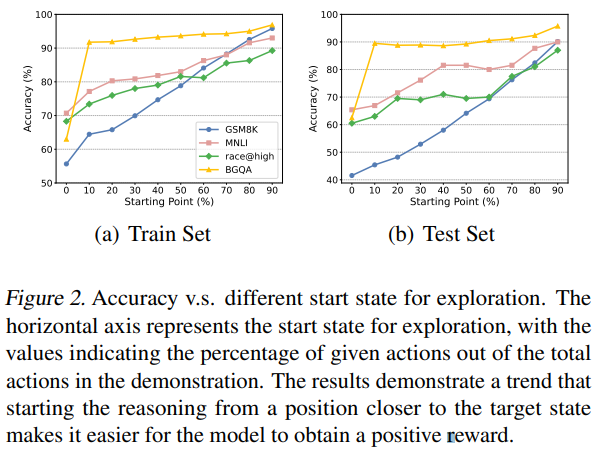 100
90
80
70
60
50
Accuracy (%)
GSM8K
MNLI
race@high
BGQA
0 10 20 30 40 50 60 70 80 90
Starting Point (%)
(a) Train Set
100
90
80
70
60
50
40
Accuracy (%)
0 10 20 30 40 50 60 70 80 90
Starting Point (%)
(b) Test Set
Figure 2. Accuracy v.s. different start state for exploration. The
horizontal axis represents the start state for exploration, with the
values indicating the percentage of given actions out of the total
actions in the demonstration. The results demonstrate a trend that
starting the reasoning from a position closer to the target state
makes it easier for the model to obtain a positive reward.